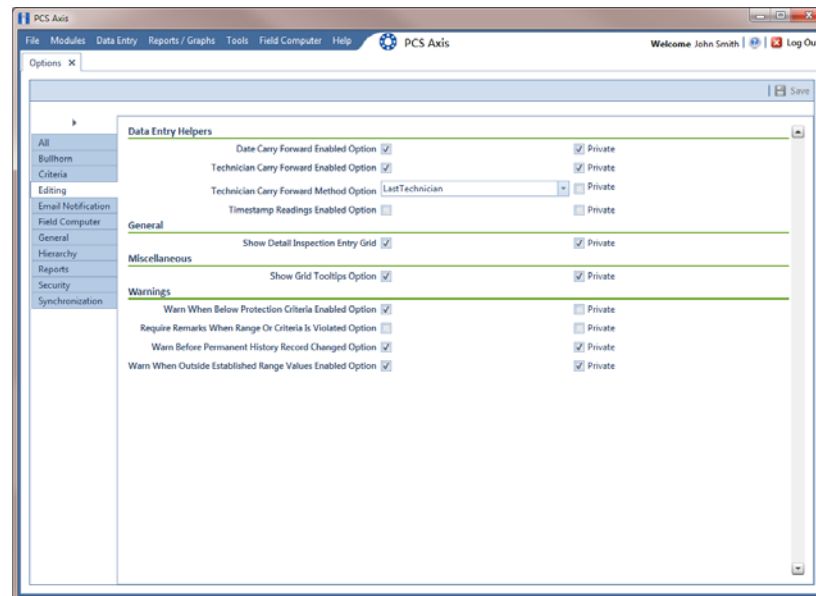 PCS Axis
File Modules Data Entry Reports / Graphs Tools Field Computer Help PCS Axis Welcome John Smith | | Log Ou
Options
Save
All
Bullhorn
Criteria
Editing
Email Notification
Field Computer
General
Hierarchy
Reports
Security
Synchronization
Data Entry Helpers
Date Carry Forward Enabled Option Private
Technician Carry Forward Enabled Option Private
Technician Carry Forward Method Option LastTechnician Private
Timestamp Readings Enabled Option Private
General
Show Detail Inspection Entry Grid Private
Miscellaneous
Show Grid Tooltips Option Private
Warnings
Warn When Below Protection Criteria Enabled Option Private
Require Remarks When Range Or Criteria Is Violated Option Private
Warn Before Permanent History Record Changed Option Private
Warn When Outside Established Range Values Enabled Option Private